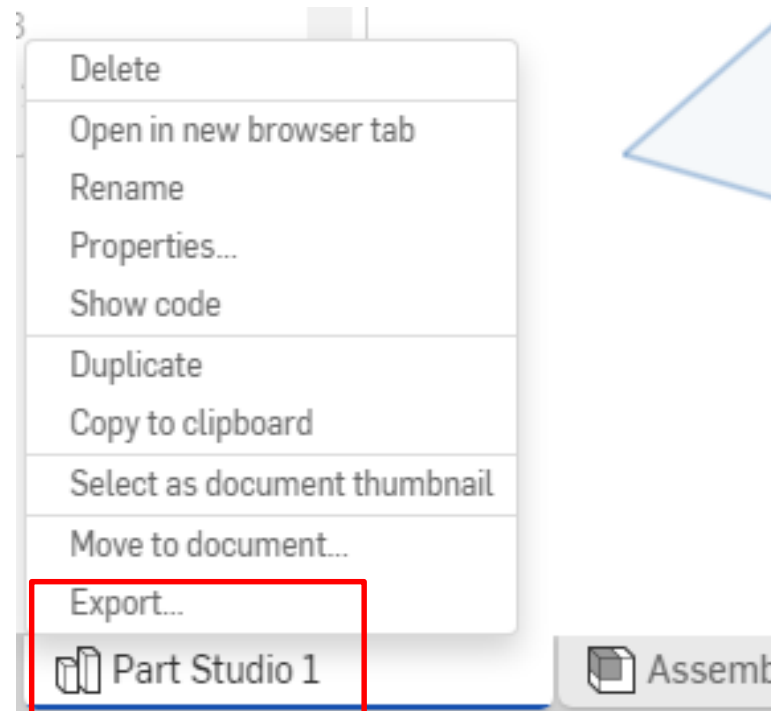 Delete
Open in new browser tab
Rename
Properties...
Show code
Duplicate
Copy to clipboard
Select as document thumbnail
Move to document...
Export...
Part Studio 1